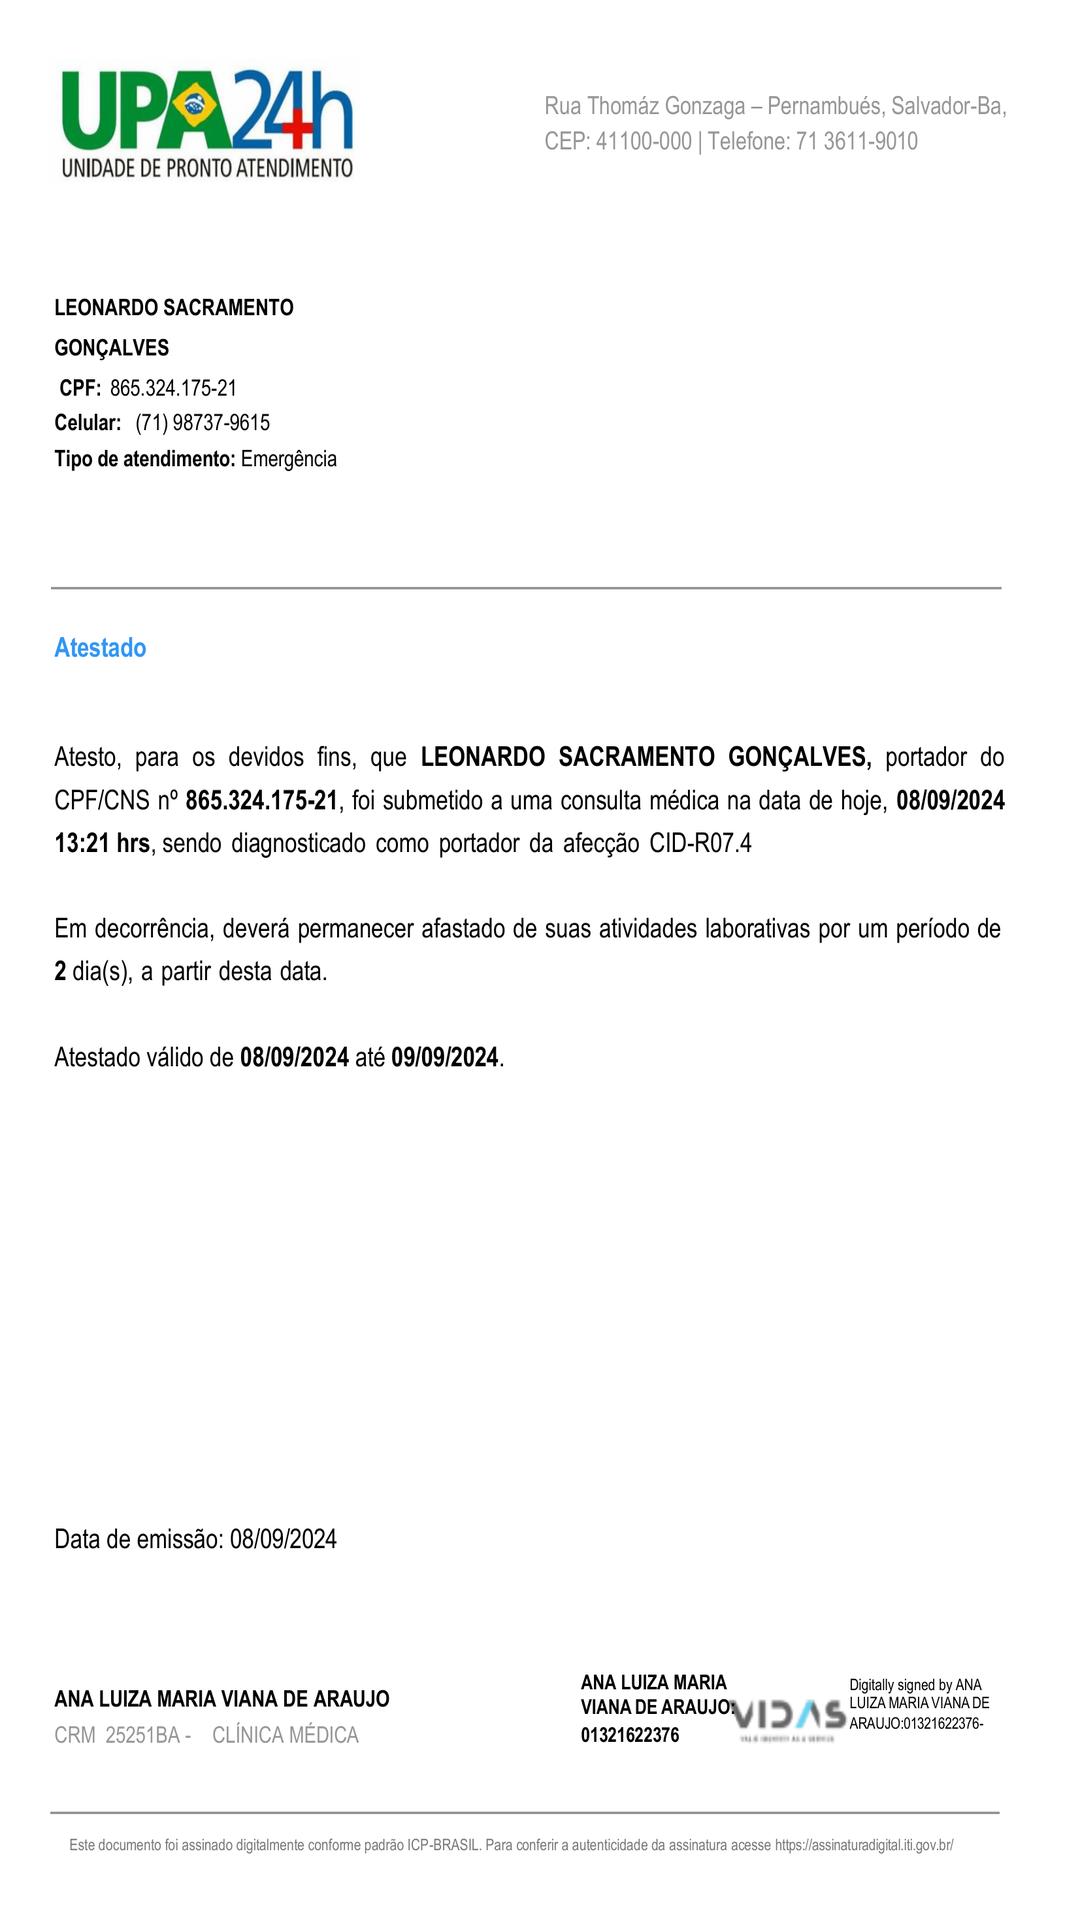 UPA24h
UNIDADE DE PRONTO ATENDIMENTO
Rua Thomáz Gonzaga – Pernambués, Salvador-Ba,
CEP: 41100-000 | Telefone: 71 3611-9010
LEONARDO SACRAMENTO
GONÇALVES
CPF: 865.324.175-21
Celular: (71) 98737-9615
Tipo de atendimento: Emergência
Atestado
Atesto, para os devidos fins, que LEONARDO SACRAMENTO GONÇALVES, portador do
CPF/CNS nº 865.324.175-21, foi submetido a uma consulta médica na data de hoje, 08/09/2024
13:21 hrs, sendo diagnosticado como portador da afecção CID-R07.4
Em decorrência, deverá permanecer afastado de suas atividades laborativas por um período de
2 dia(s), a partir desta data.
Atestado válido de 08/09/2024 até 09/09/2024.
Data de emissão: 08/09/2024
ANA LUIZA MARIA VIANA DE ARAUJO
CRM 25251BA - CLÍNICA MÉDICA
ANA LUIZA MARIA
VIANA DE ARAUJO:
01321622376
VIDAS
Digitally signed by ANA
LUIZA MARIA VIANA DE
ARAUJO:01321622376-
Este documento foi assinado digitalmente conforme padrão ICP-BRASIL. Para conferir a autenticidade da assinatura acesse https://assinaturadigital.iti.gov.br/